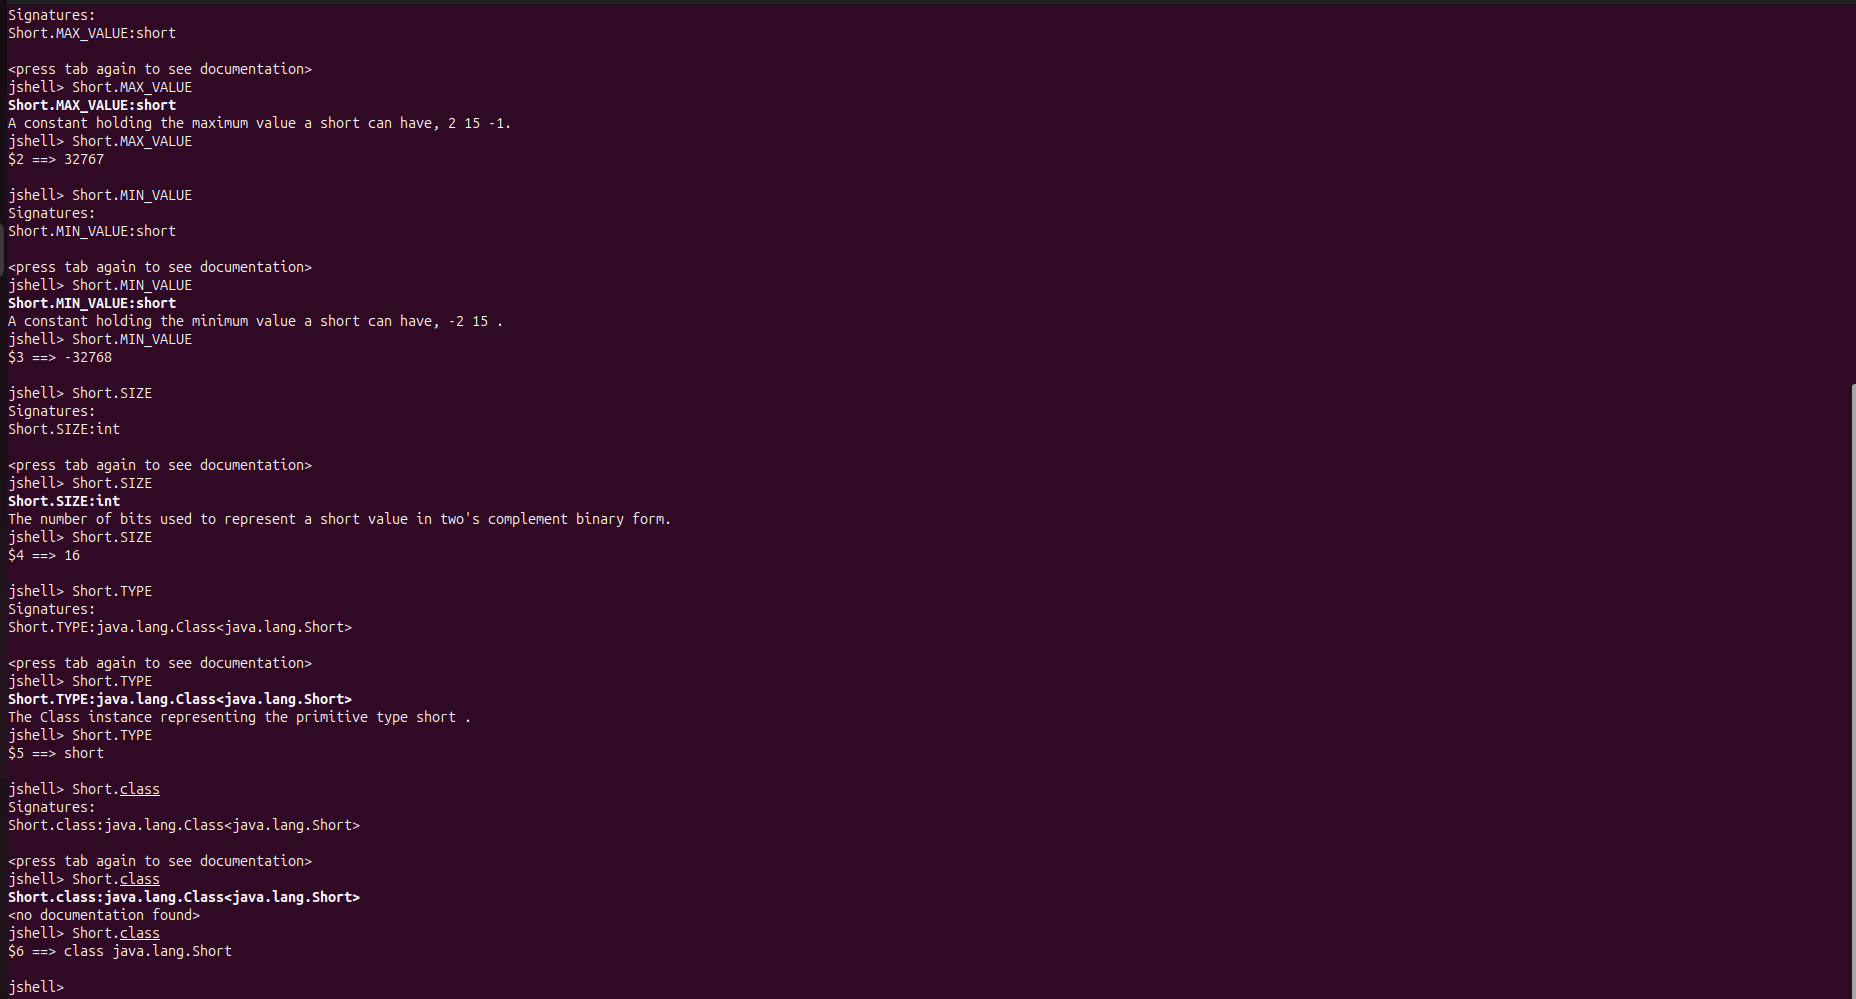 Signatures:
Short.MAX_VALUE:short
<press tab again to see documentation>
jshell> Short.MAX_VALUE
Short.MAX_VALUE:short
A constant holding the maximum value a short can have, 2 15 -1.
jshell> Short.MAX_VALUE
$2 ==> 32767
jshell> Short.MIN_VALUE
Signatures:
Short.MIN_VALUE:short
<press tab again to see documentation>
jshell> Short.MIN_VALUE
Short.MIN_VALUE:short
A constant holding the minimum value a short can have, -2 15 .
jshell> Short.MIN_VALUE
$3 ==> -32768
jshell> Short.SIZE
Signatures:
Short.SIZE:int
<press tab again to see documentation>
jshell> Short.SIZE
Short.SIZE:int
The number of bits used to represent a short value in two's complement binary form.
jshell> Short.SIZE
$4 ==> 16
jshell> Short.TYPE
Signatures:
Short.TYPE:java.lang.Class<java.lang.Short>
<press tab again to see documentation>
jshell> Short.TYPE
Short.TYPE:java.lang.Class<java.lang.Short>
The Class instance representing the primitive type short .
jshell> Short.TYPE
$5 ==> short
jshell> Short.class
Signatures:
Short.class:java.lang.Class<java.lang.Short>
<press tab again to see documentation>
jshell> Short.class
Short.class:java.lang.Class<java.lang.Short>
<no documentation found>
jshell> Short.class
$6 ==> class java.lang.Short
jshell>